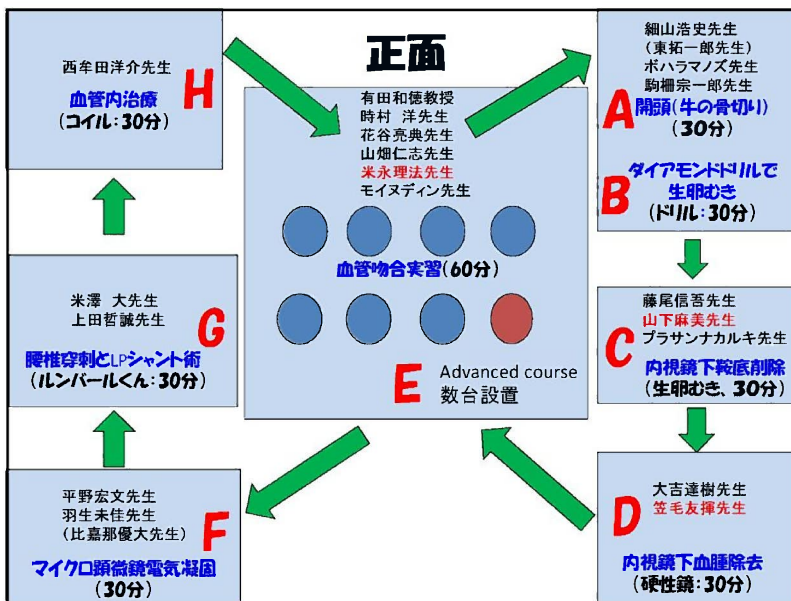 正面
西牟田洋介先生
H
血管内治療
(コイル:30分)
有田和徳教授
時村 洋先生
花谷亮典先生
山畑仁志先生
米永理法先生
モイヌディン先生
血管吻合実習(60分)
E
Advanced course
数台設置
細山浩史先生
(東拓一郎先生)
ボハラマノズ先生
駒柵宗一郎先生
A
開頭(牛の骨切り)
(30分)
B
ダイアモンドドリルで
生卵むき
(ドリル:30分)
藤尾信吾先生
山下麻美先生
プラサンナカルキ先生
C
内視鏡下鞍底削除
(生卵むき、30分)
大吉達樹先生
笠毛友揮先生
D
内視鏡下血腫除去
(硬性鏡:30分)
平野宏文先生
羽生未佳先生
(比嘉那優大先生)
F
マイクロ顕微鏡電気凝固
(30分)
米澤 大先生
上田哲誠先生
G
腰椎穿刺とLPシャント術
(ルンバールくん:30分)